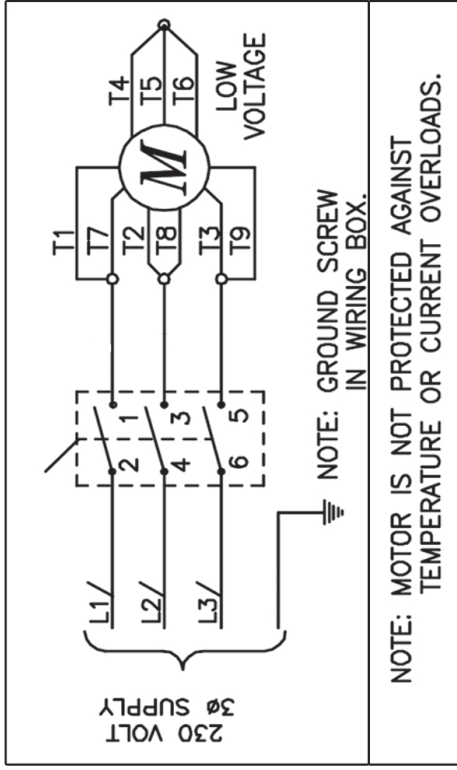 230 VOLT
3ø SUPPLY
L1
L2
L3
2
1
4
3
6
5
T1
T7
T2
T8
T3
T9
M
T4
T5
T6
LOW
VOLTAGE
NOTE: GROUND SCREW
IN WIRING BOX.
NOTE: MOTOR IS NOT PROTECTED AGAINST
TEMPERATURE OR CURRENT OVERLOADS.